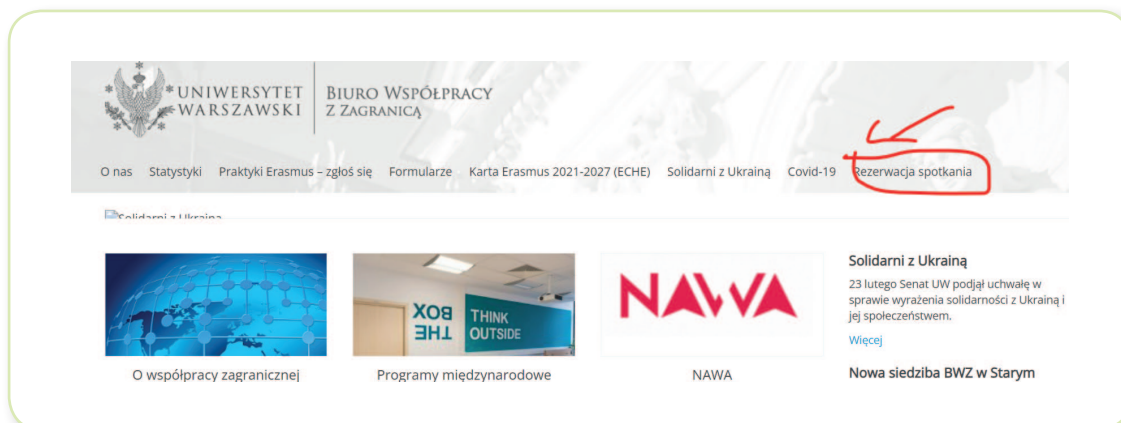 UNIWERSYTET
WARSZAWSKI
BIURO WSPÓŁPRACY
Z ZAGRANICĄ
O nas Statystyki Praktyki Erasmus – zgłoś się Formularze Karta Erasmus 2021-2027 (ECHE) Solidarni z Ukrainą Covid-19 Rezerwacja spotkania
Solidarni z Ukrainą
THE
BOX
THINK
OUTSIDE
NAWA
O współpracy zagranicznej
Programy międzynarodowe
NAWA
Solidarni z Ukrainą
23 lutego Senat UW podjął uchwałę w
sprawie wyrażenia solidarności z Ukrainą i
jej społeczeństwem.
Więcej
Nowa siedziba BWZ w Starym